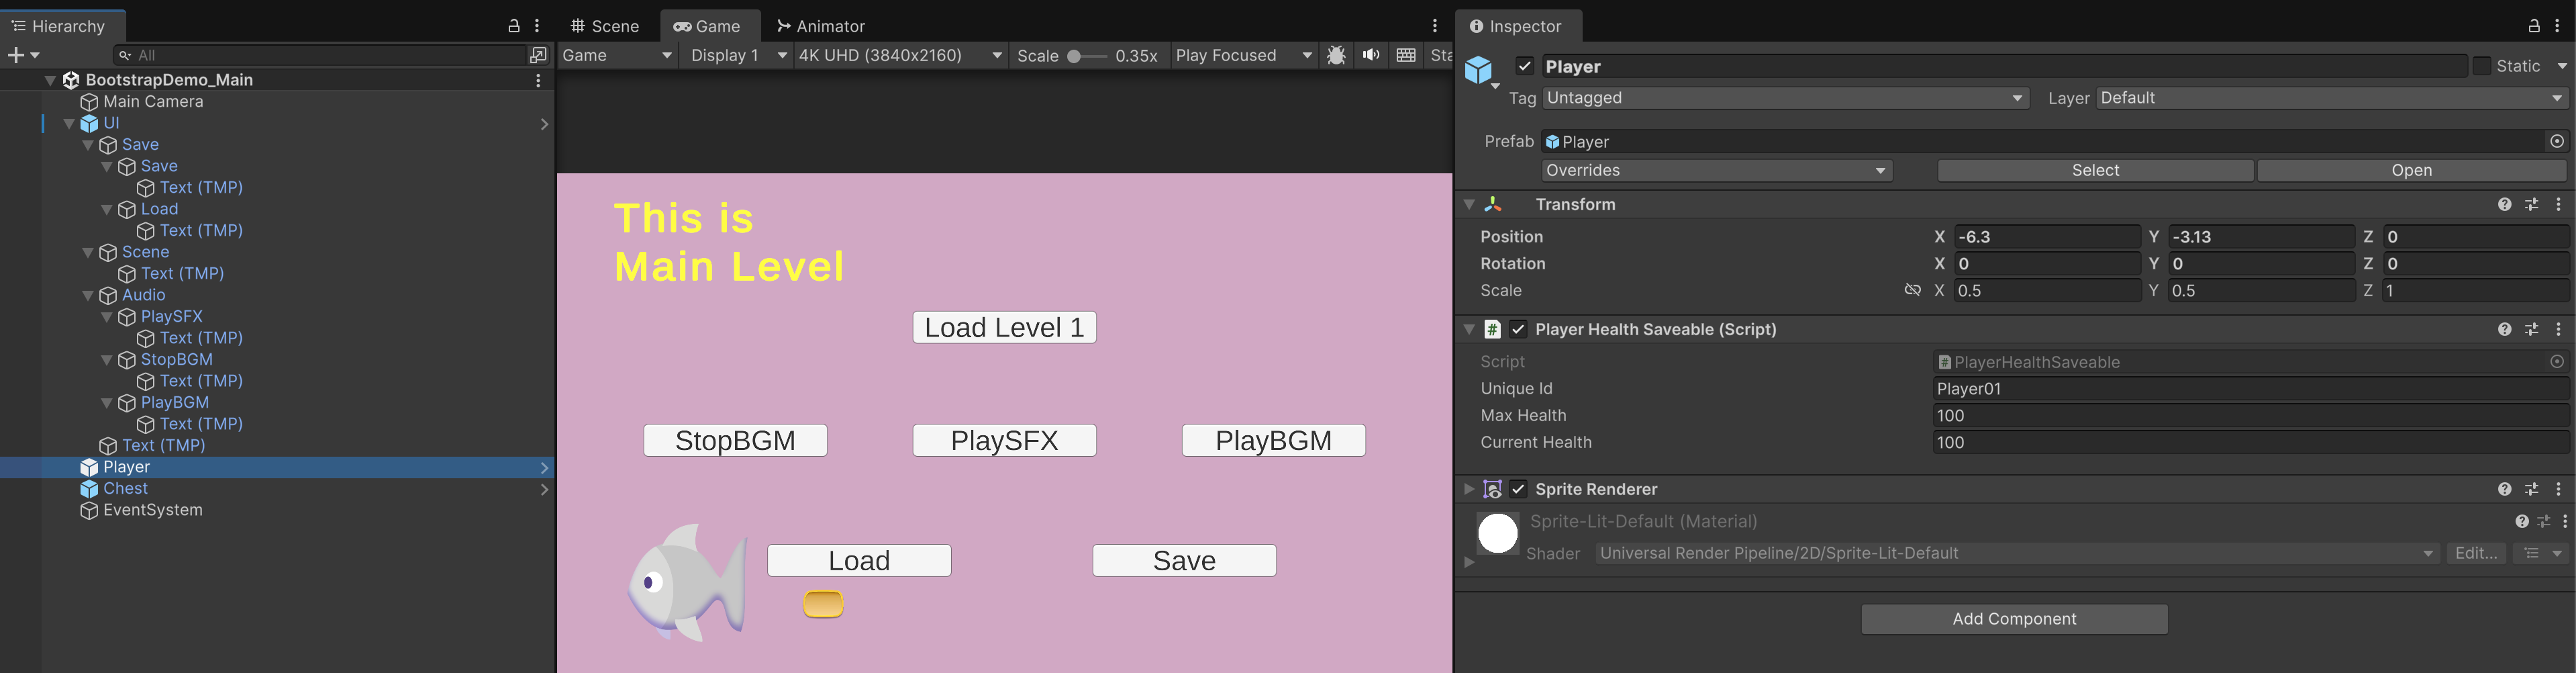 Hierarchy
All
BootstrapDemo_Main
Main Camera
UI
Save
Save
Text (TMP)
Load
Text (TMP)
Scene
Text (TMP)
Audio
PlaySFX
Text (TMP)
StopBGM
Text (TMP)
PlayBGM
Text (TMP)
Text (TMP)
Player
Chest
EventSystem
Scene Game Animator
Game Display 1 4K UHD (3840x2160) Scale 0.35x Play Focused Sta
This is
Main Level
Load Level 1
StopBGM PlaySFX PlayBGM
Load Save
Inspector
Player Static
Tag Untagged Layer Default
Prefab Player
Overrides Select Open
Transform
Position X -6.3 Y -3.13 Z 0
Rotation X 0 Y 0 Z 0
Scale X 0.5 Y 0.5 Z 1
# Player Health Saveable (Script)
Script # PlayerHealthSaveable
Unique Id Player01
Max Health 100
Current Health 100
Sprite Renderer
Sprite-Lit-Default (Material)
Shader Universal Render Pipeline/2D/Sprite-Lit-Default Edit...
Add Component